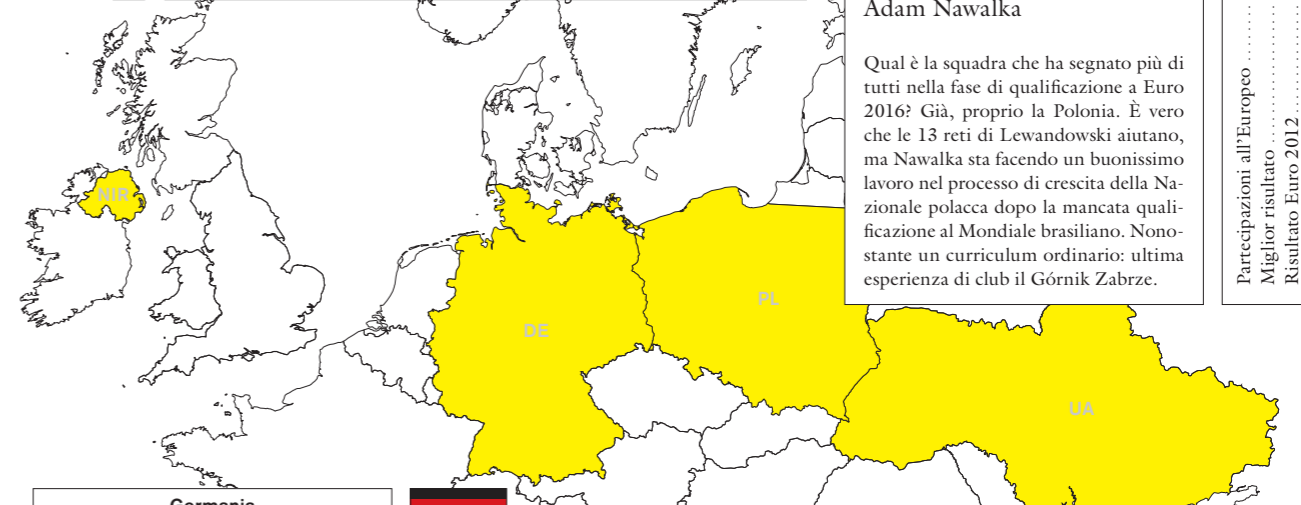 Adam Nawalka
Qual è la squadra che ha segnato più di
tutti nella fase di qualificazione a Euro
2016? Già, proprio la Polonia. È vero
che le 13 reti di Lewandowski aiutano,
ma Nawalka sta facendo un buonissimo
lavoro nel processo di crescita della Na-
zionale polacca dopo la mancata quali-
ficazione al Mondiale brasiliano. Nono-
stante un curriculum ordinario: ultima
esperienza di club il Górnik Zabrze.
Partecipazioni all'Europeo ..........
Miglior risultato ....................
Risultato Euro 2012 ................
NIR
PL
DE
UA
Germania